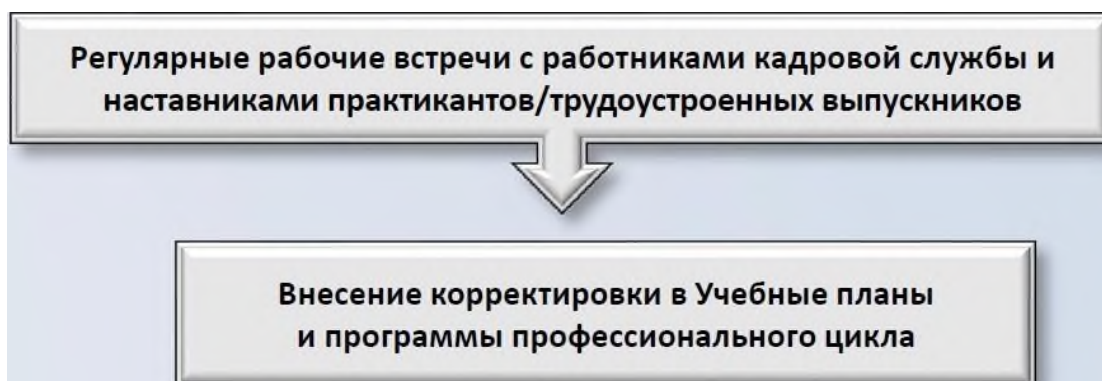 Регулярные рабочие встречи с работниками кадровой службы и
наставниками практикантов/трудоустроенных выпускников
Внесение корректировки в Учебные планы
и программы профессионального цикла